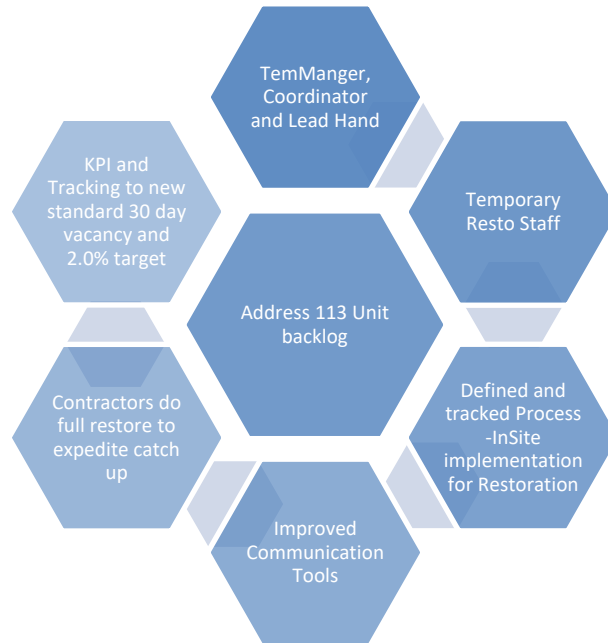 TemManger,
Coordinator
and Lead Hand
KPI and
Tracking to new
standard 30 day
vacancy and
2.0% target
Temporary
Resto Staff
Address 113 Unit
backlog
Contractors do
full restore to
expedite catch
up
Defined and
tracked Process
-InSite
implementation
for Restoration
Improved
Communication
Tools